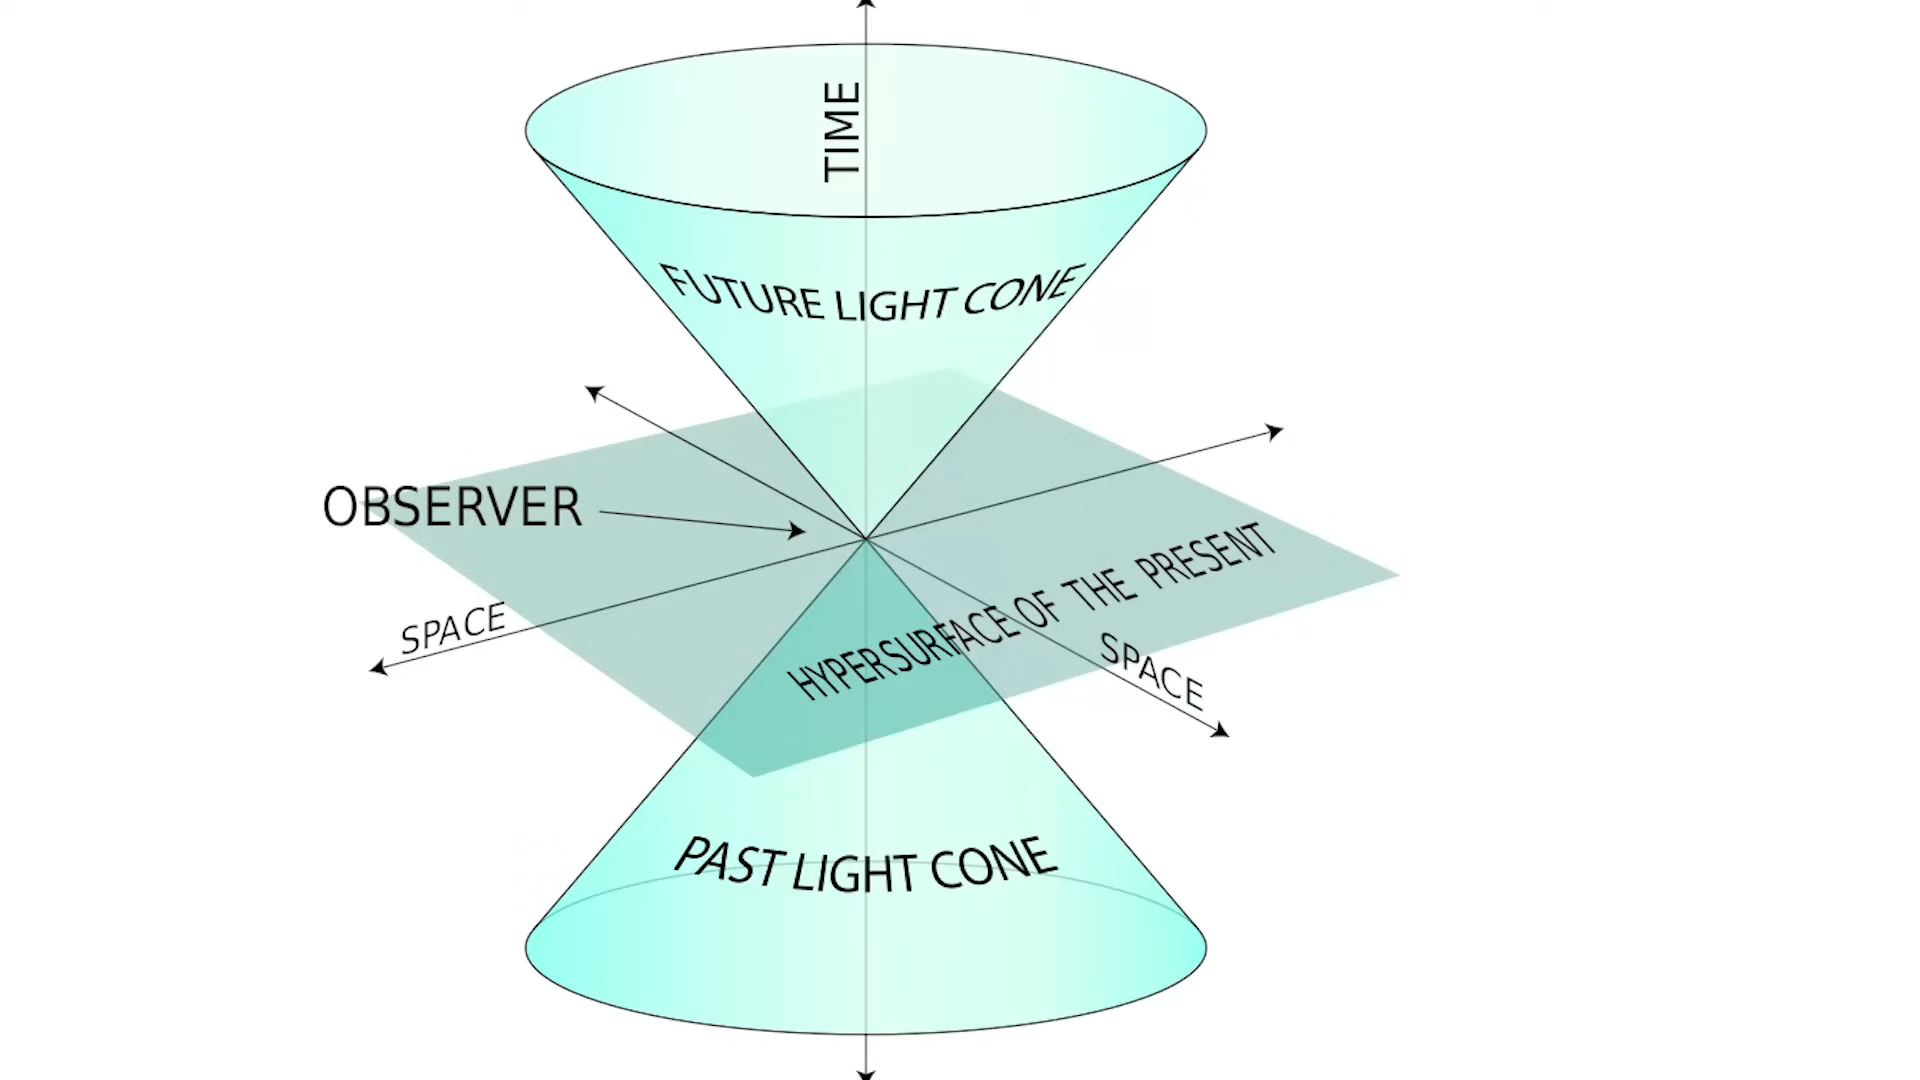 TIME
FUTURE LIGHT CONE
OBSERVER
HYPERSURFACE OF THE PRESENT
SPACE
SPACE
PAST LIGHT CONE